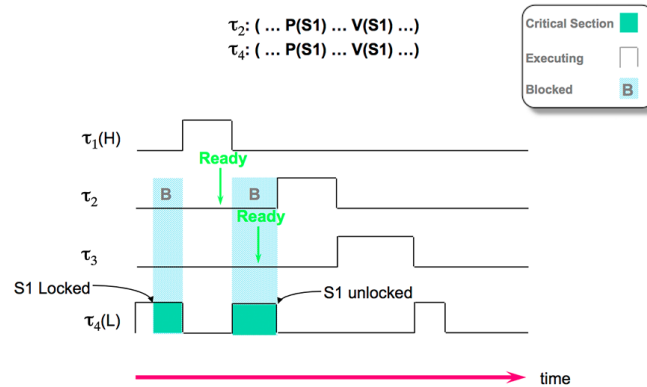 τ2: ( … P(S1) … V(S1) …)
τ4: ( … P(S1) … V(S1) …)
Critical Section
Executing
Blocked B
τ1(H)
Ready
τ2
B
B
Ready
τ3
S1 Locked
S1 unlocked
τ4(L)
time